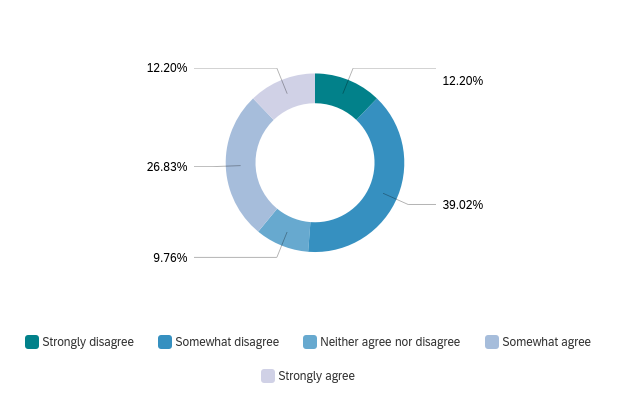 12.20%
12.20%
26.83%
39.02%
9.76%
Strongly disagree
Somewhat disagree
Neither agree nor disagree
Somewhat agree
Strongly agree